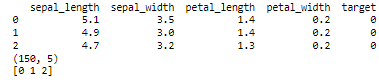 sepal_length sepal_width petal_length petal_width target
0 5.1 3.5 1.4 0.2 0
1 4.9 3.0 1.4 0.2 0
2 4.7 3.2 1.3 0.2 0
(150, 5)
[0 1 2]